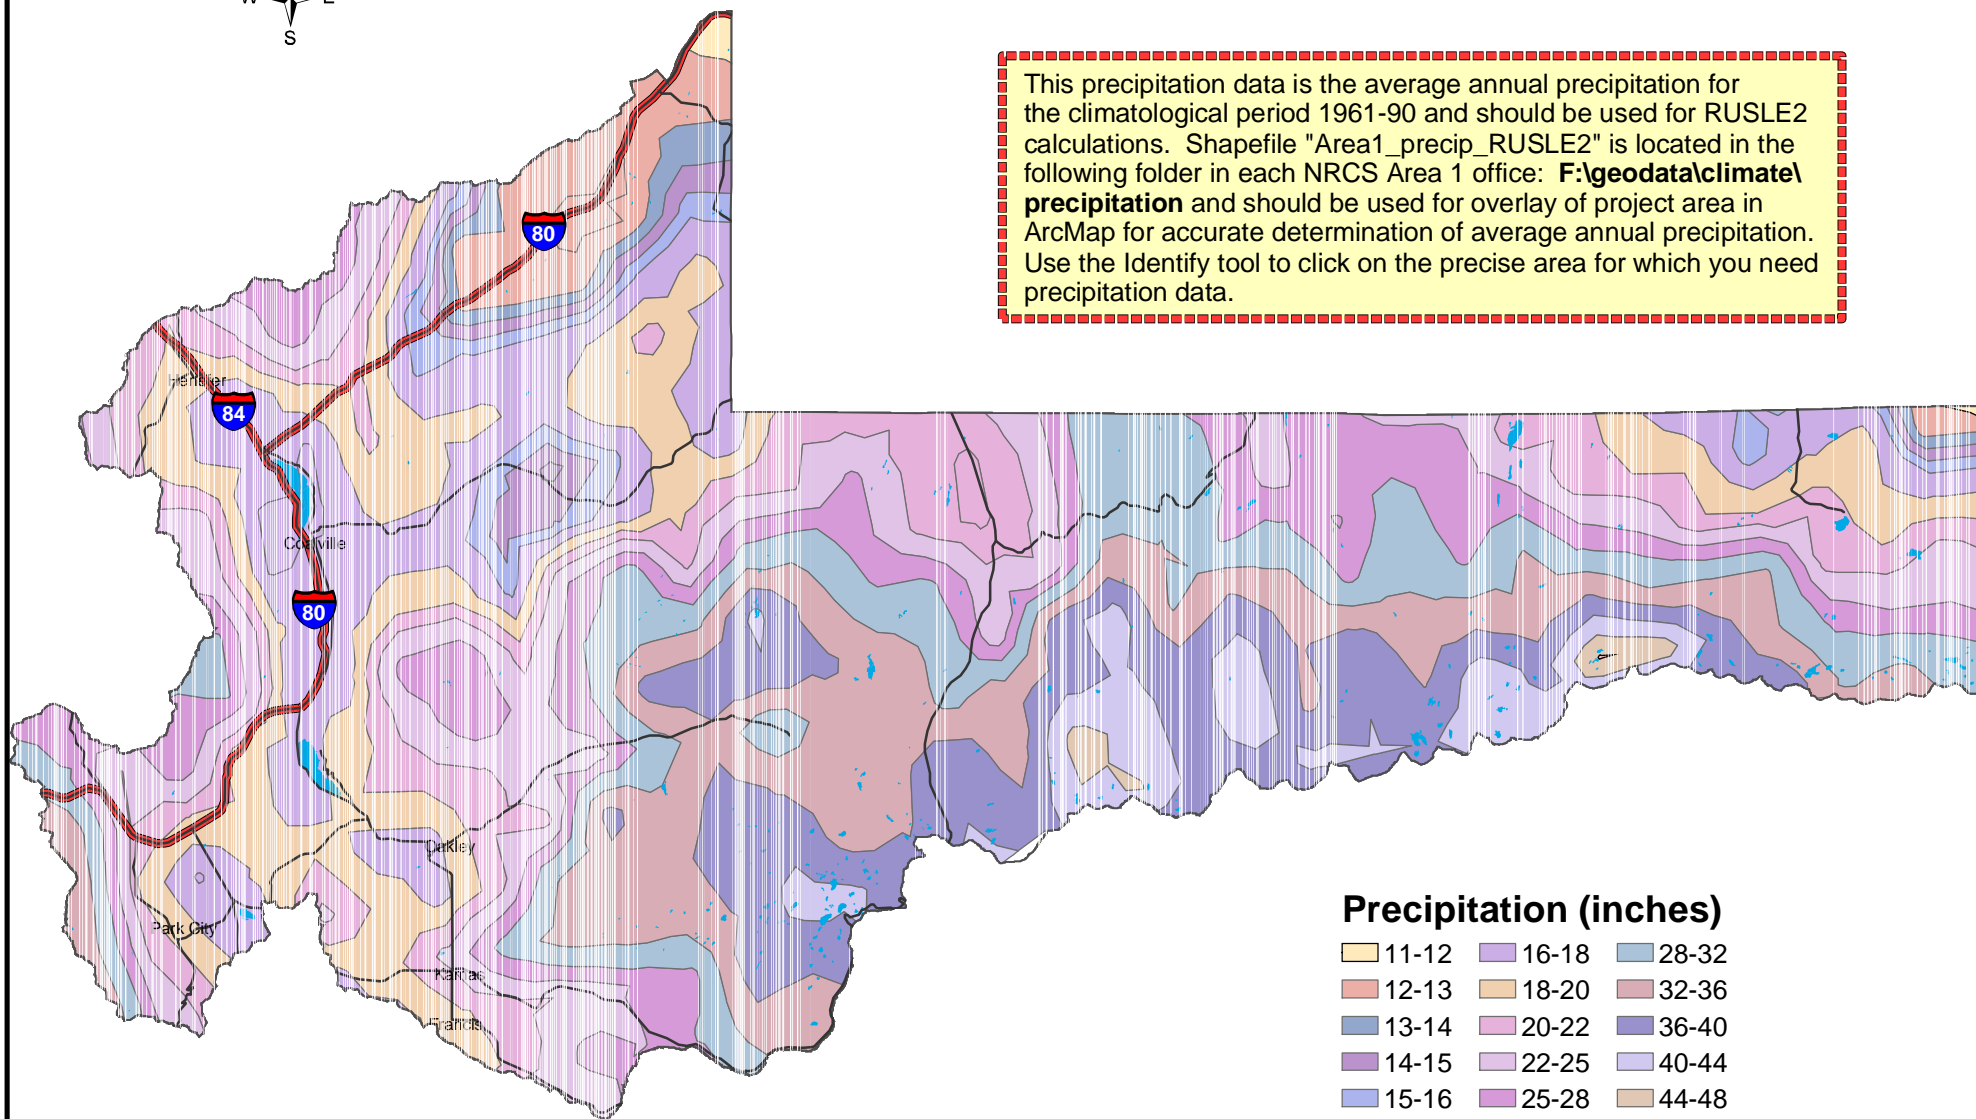 W
E
S
This precipitation data is the average annual precipitation for
the climatological period 1961-90 and should be used for RUSLE2
calculations. Shapefile "Area1_precip_RUSLE2" is located in the
following folder in each NRCS Area 1 office: F:\geodata\climate\
precipitation and should be used for overlay of project area in
ArcMap for accurate determination of average annual precipitation.
Use the Identify tool to click on the precise area for which you need
precipitation data.
80
Henefer
84
Coalville
80
Oakley
Park City
Kamas
Francis
Precipitation (inches)
11-12
16-18
28-32
12-13
18-20
32-36
13-14
20-22
36-40
14-15
22-25
40-44
15-16
25-28
44-48